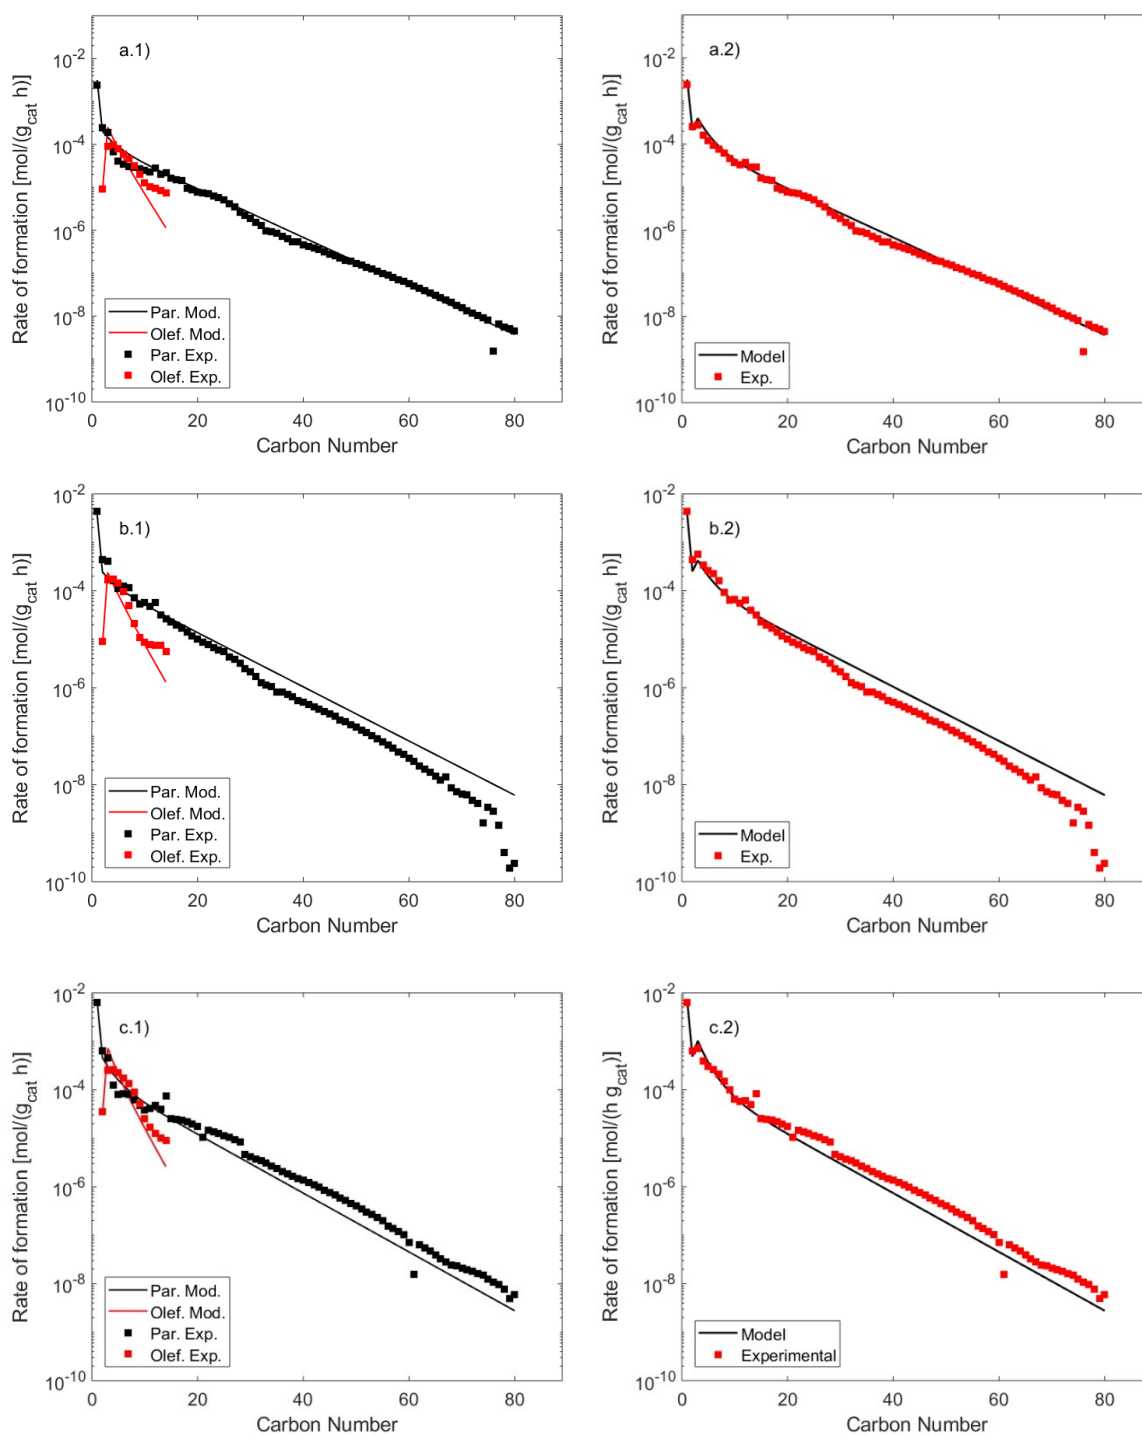 a.1)
Rate of formation [mol/(g_cat h)]
10^-2
10^-4
10^-6
10^-8
10^-10
Par. Mod.
Olef. Mod.
Par. Exp.
Olef. Exp.
0 20 40 60 80
Carbon Number
a.2)
Rate of formation [mol/(g_cat h)]
10^-2
10^-4
10^-6
10^-8
10^-10
Model
Exp.
0 20 40 60 80
Carbon Number
b.1)
Rate of formation [mol/(g_cat h)]
10^-2
10^-4
10^-6
10^-8
10^-10
Par. Mod.
Olef. Mod.
Par. Exp.
Olef. Exp.
0 20 40 60 80
Carbon Number
b.2)
Rate of formation [mol/(g_cat h)]
10^-2
10^-4
10^-6
10^-8
10^-10
Model
Exp.
0 20 40 60 80
Carbon Number
c.1)
Rate of formation [mol/(g_cat h)]
10^-2
10^-4
10^-6
10^-8
10^-10
Par. Mod.
Olef. Mod.
Par. Exp.
Olef. Exp.
0 20 40 60 80
Carbon Number
c.2)
Rate of formation [mol/(h g_cat)]
10^-2
10^-4
10^-6
10^-8
10^-10
Model
Experimental
0 20 40 60 80
Carbon Number